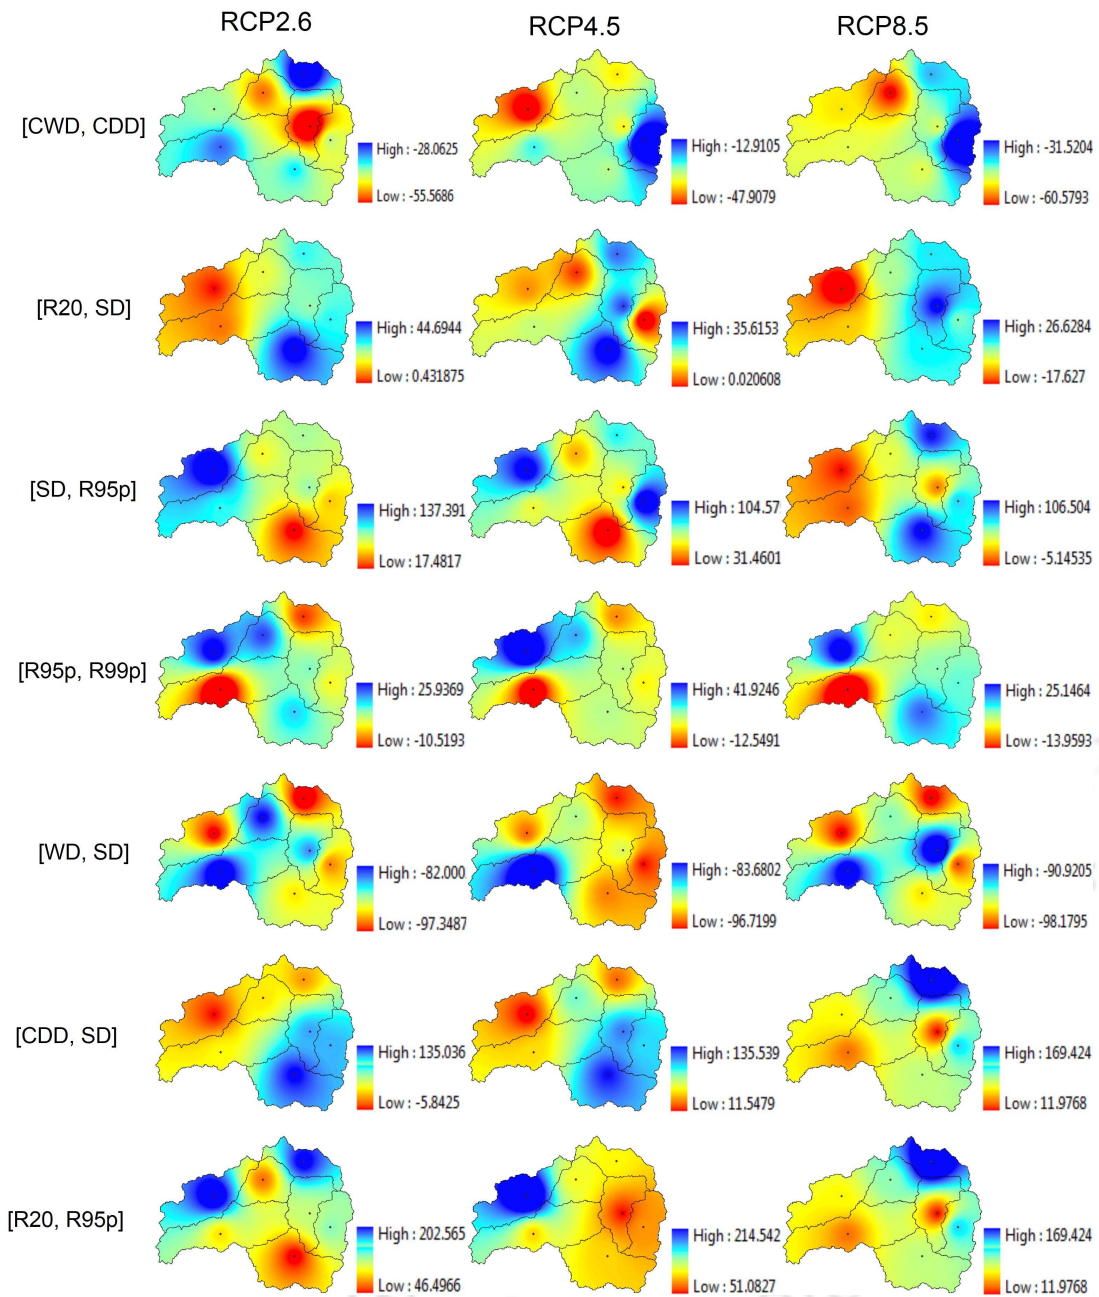 RCP2.6 RCP4.5 RCP8.5
[CWD, CDD]
High : -28.0625
Low : -55.5686
High : -12.9105
Low : -47.9079
High : -31.5204
Low : -60.5793
[R20, SD]
High : 44.6944
Low : 0.431875
High : 35.6153
Low : 0.020608
High : 26.6284
Low : -17.627
[SD, R95p]
High : 137.391
Low : 17.4817
High : 104.57
Low : 31.4601
High : 106.504
Low : -5.14535
[R95p, R99p]
High : 25.9369
Low : -10.5193
High : 41.9246
Low : -12.5491
High : 25.1464
Low : -13.9593
[WD, SD]
High : -82.000
Low : -97.3487
High : -83.6802
Low : -96.7199
High : -90.9205
Low : -98.1795
[CDD, SD]
High : 135.036
Low : -5.8425
High : 135.539
Low : 11.5479
High : 169.424
Low : 11.9768
[R20, R95p]
High : 202.565
Low : 46.4966
High : 214.542
Low : 51.0827
High : 169.424
Low : 11.9768